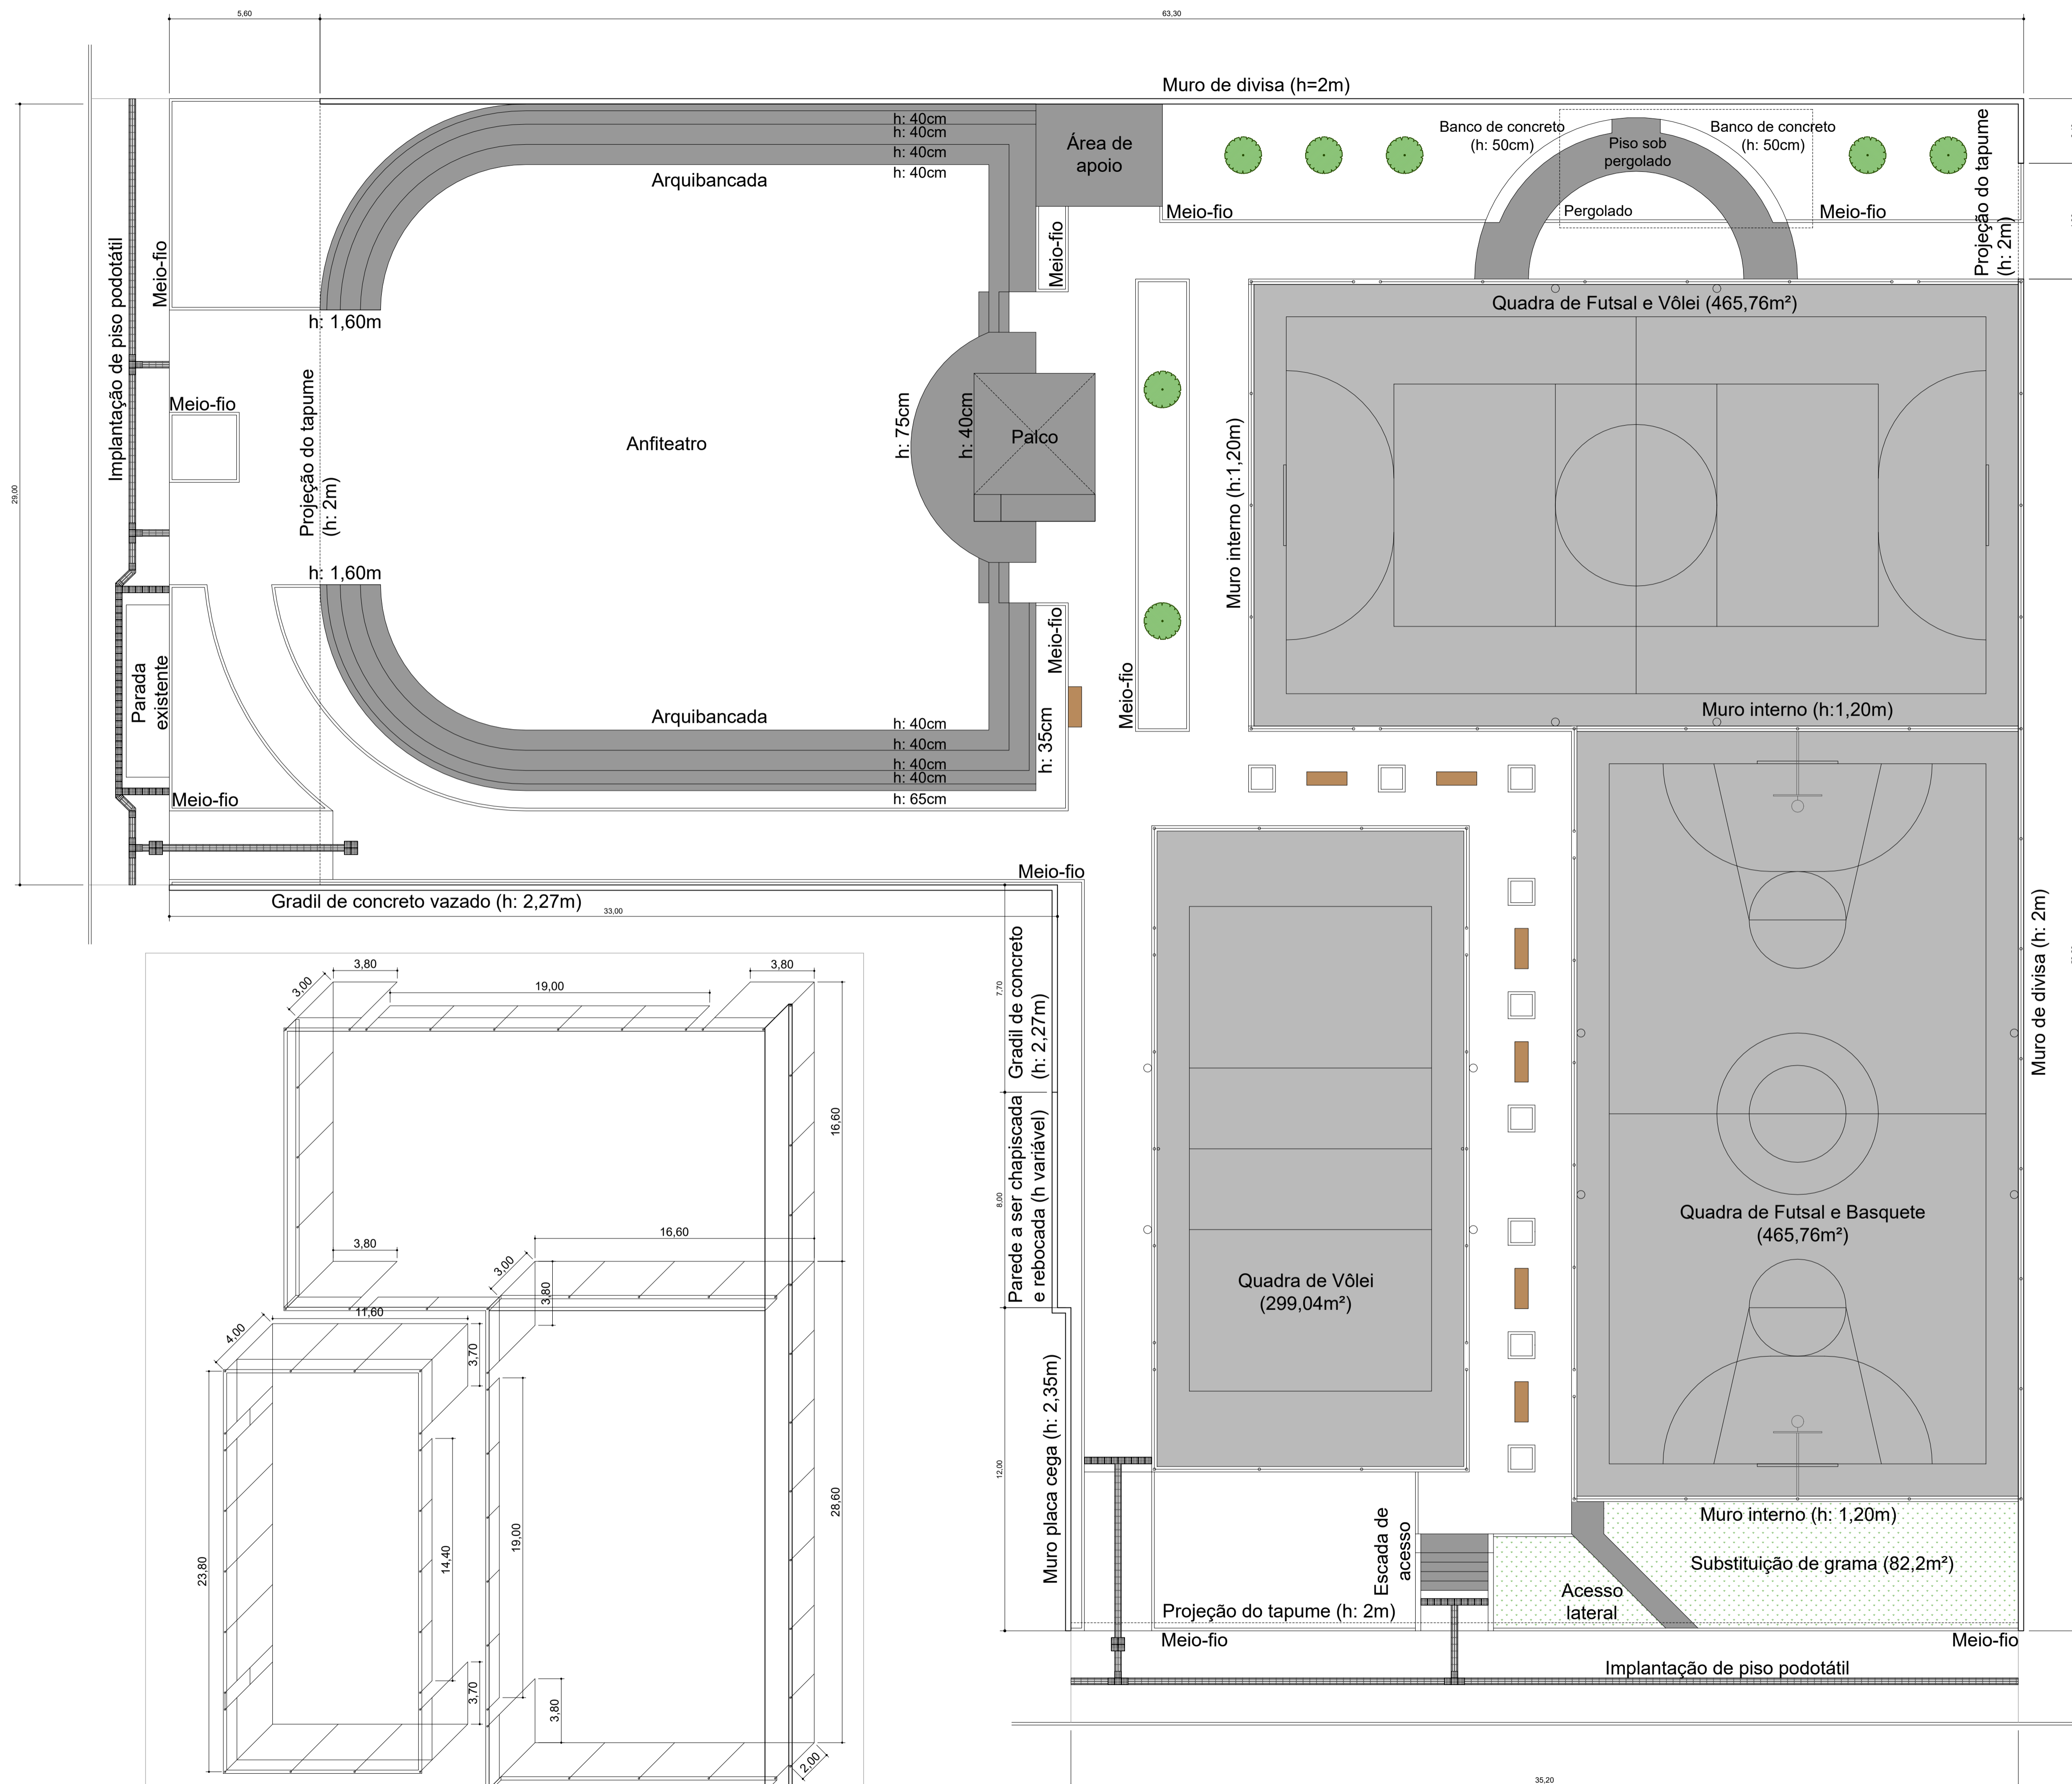 5,60
63,30
Muro de divisa (h=2m)
29,00
Implantação de piso podotátil
Meio-fio
h: 40cm
h: 40cm
h: 40cm
h: 40cm
Arquibancada
Área de
apoio
Meio-fio
Meio-fio
Banco de concreto
(h: 50cm)
Piso sob
pergolado
Banco de concreto
(h: 50cm)
Pergolado
Meio-fio
Projeção do tapume
(h: 2m)
h: 1,60m
Meio-fio
Projeção do tapume
(h: 2m)
Anfiteatro
h: 75cm
h: 40cm
Palco
Muro interno (h:1,20m)
Quadra de Futsal e Vôlei (465,76m²)
h: 1,60m
Parada
existente
Meio-fio
Arquibancada
h: 40cm
h: 40cm
h: 40cm
h: 40cm
h: 65cm
Meio-fio
h: 35cm
Meio-fio
Muro interno (h:1,20m)
Meio-fio
Gradil de concreto vazado (h: 2,27m)
33,00
7,70
Gradil de concreto
(h: 2,27m)
8,00
Parede a ser chapiscada
e rebocada (h variável)
12,00
Muro placa cega (h: 2,35m)
Quadra de Vôlei
(299,04m²)
Quadra de Futsal e Basquete
(465,76m²)
Muro de divisa (h: 2m)
3,80
3,00
19,00
3,80
16,60
3,80
16,60
3,00
3,80
11,60
4,00
3,70
23,80
14,40
19,00
28,60
3,70
3,80
2,00
Muro interno (h: 1,20m)
Substituição de grama (82,2m²)
Escada de
acesso
Acesso
lateral
Projeção do tapume (h: 2m)
Meio-fio
Meio-fio
Implantação de piso podotátil
35,20